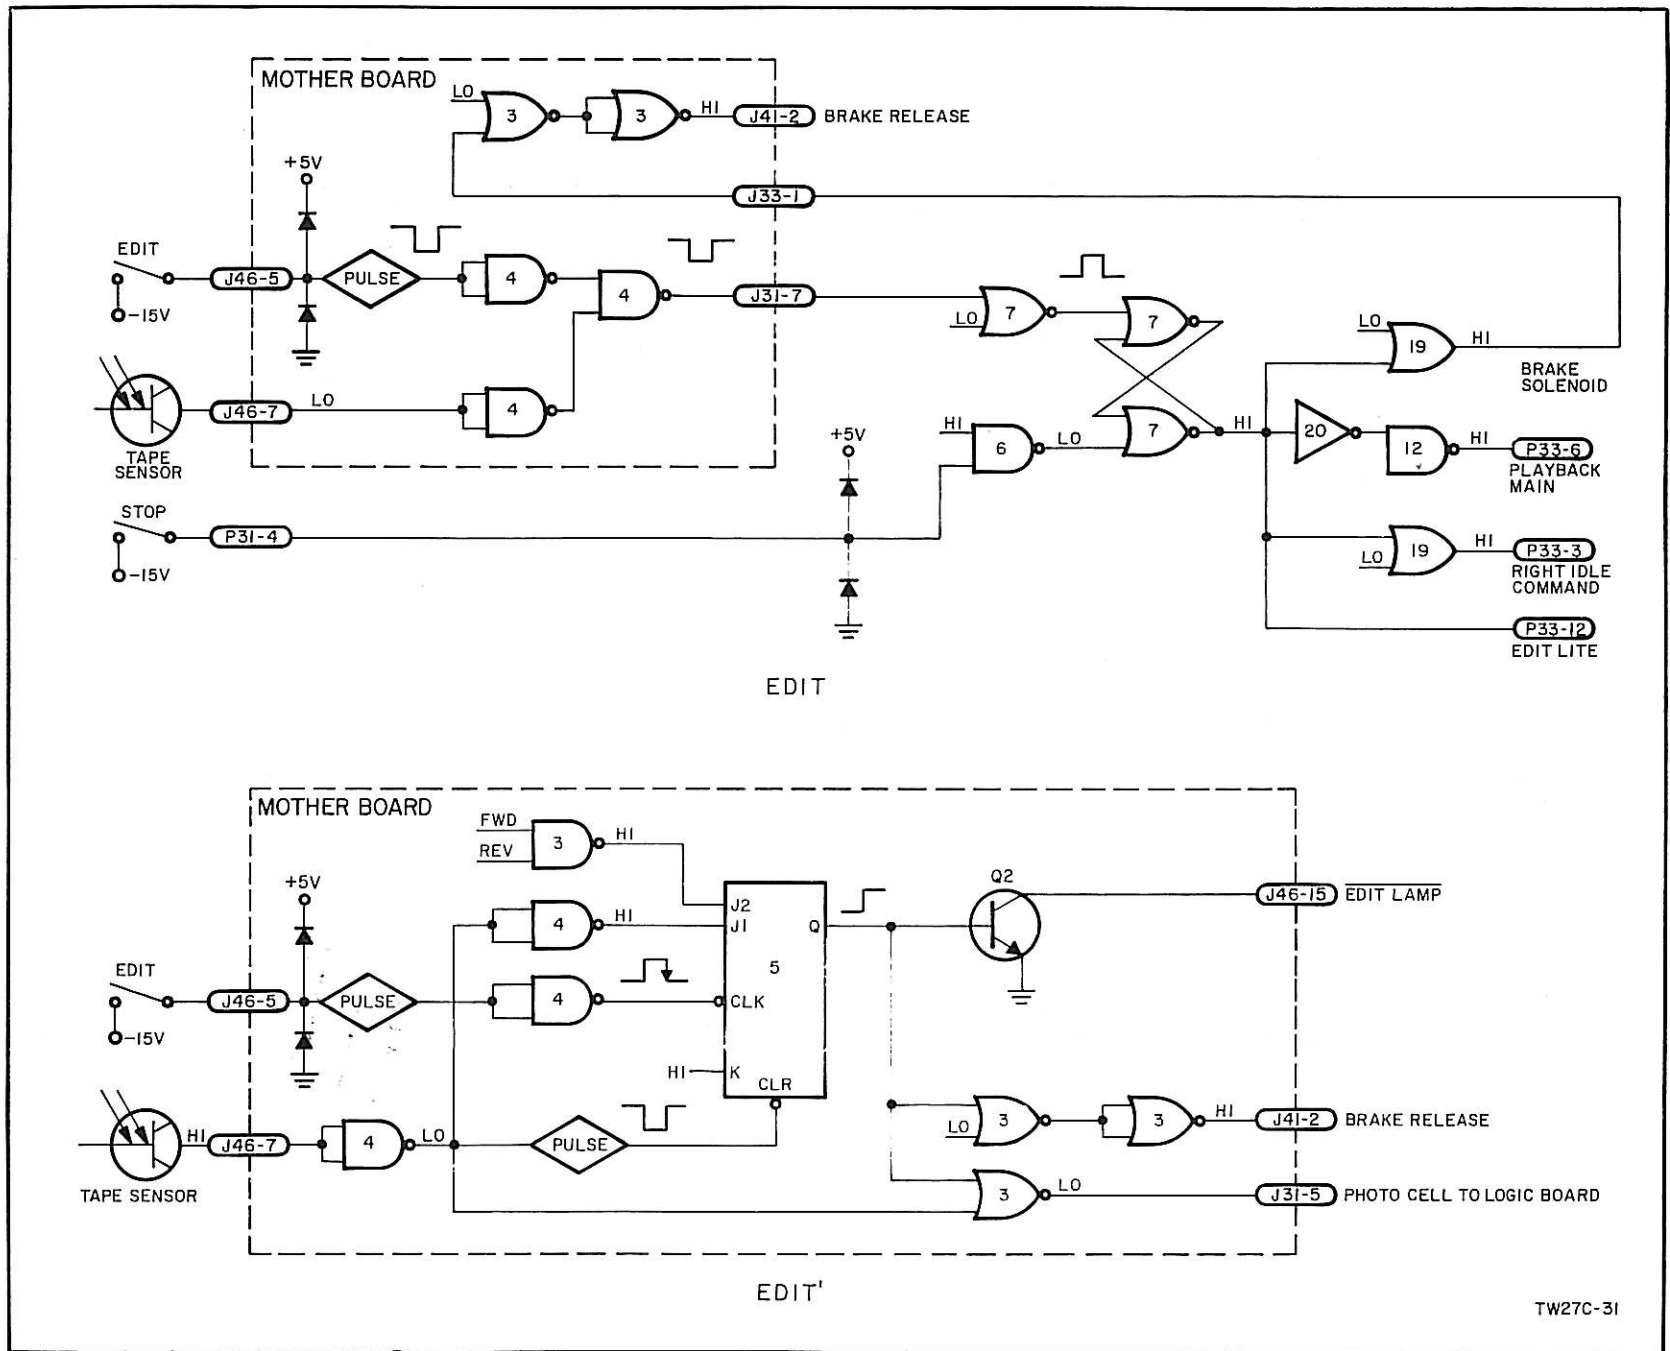 MOTHER BOARD
LO
3
3
HI
J41-2
BRAKE RELEASE
+5V
J33-1
EDIT
J46-5
PULSE
4
4
J31-7
-15V
LO
7
7
LO
19
HI
BRAKE
SOLENOID
J46-7
LO
4
TAPE
SENSOR
+5V
HI
6
LO
7
HI
20
12
HI
P33-6
PLAYBACK
MAIN
STOP
P31-4
-15V
19
LO
HI
P33-3
RIGHT IDLE
COMMAND
P33-12
EDIT LITE
EDIT
MOTHER BOARD
FWD
REV
3
HI
+5V
Q2
J46-15
EDIT LAMP
4
HI
J2
J1
Q
5
EDIT
J46-5
PULSE
4
CLK
-15V
HI
K
CLR
HI
J46-7
4
LO
PULSE
TAPE SENSOR
LO
3
3
HI
J41-2
BRAKE RELEASE
3
LO
J31-5
PHOTO CELL TO LOGIC BOARD
EDIT'
TW27C-31